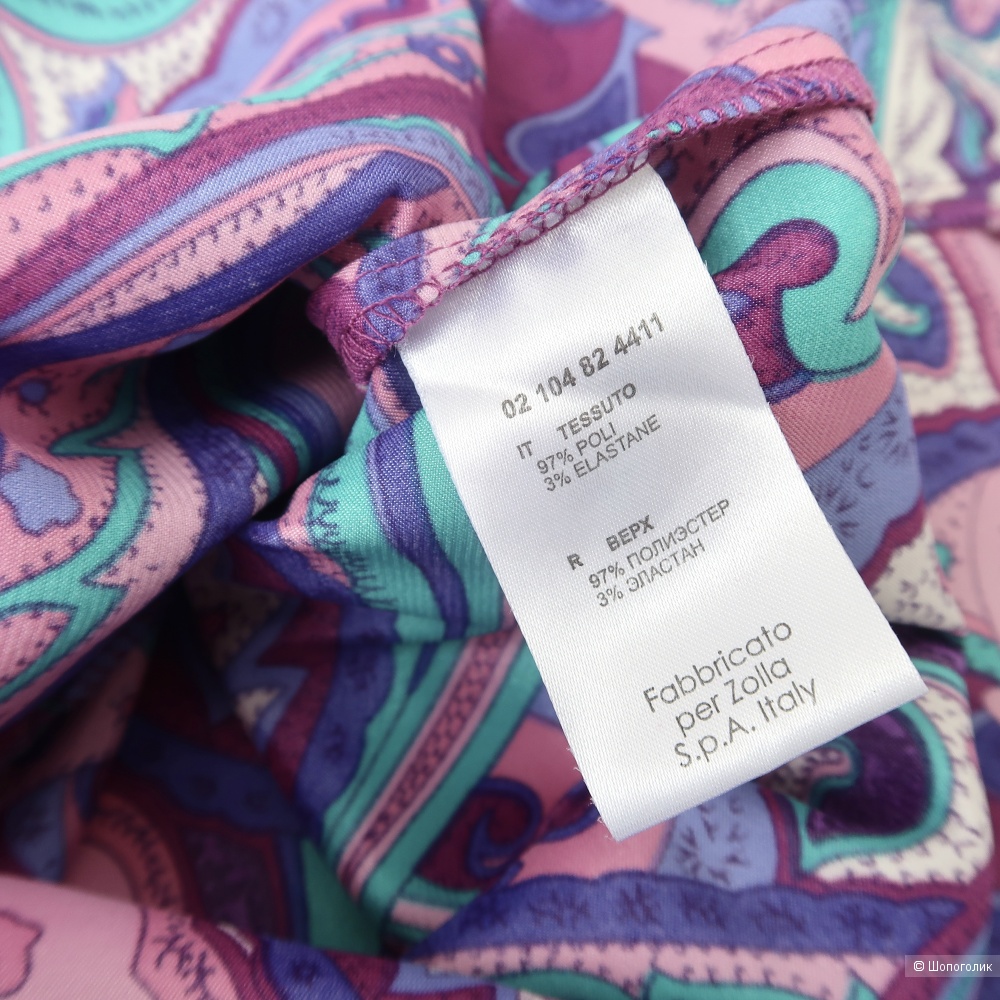 02 104 82 4411
IT TESSUTO
97% POLI
3% ELASTANE
R ВЕРХ
97% ПОЛИЭСТЕР
3% ЭЛАСТАН
Fabbricato
per Zolla
S.p.A. Italy
© Шопоголик